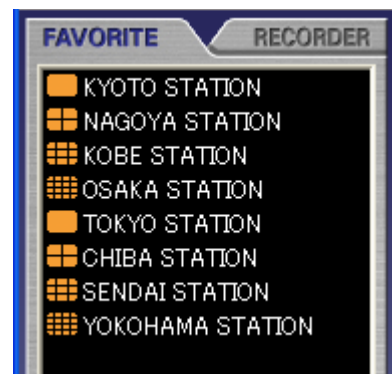 FAVORITE RECORDER
KYOTO STATION
NAGOYA STATION
KOBE STATION
OSAKA STATION
TOKYO STATION
CHIBA STATION
SENDAI STATION
YOKOHAMA STATION